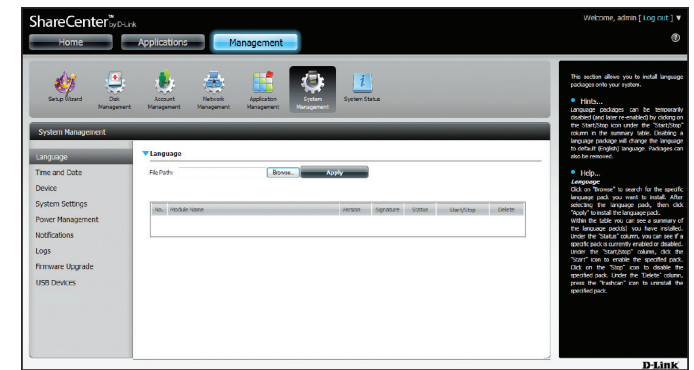 ShareCenter™ by D-Link
Welcome, admin [ Log out ] ▼
Home Applications Management
Setup Wizard
Disk Management
Account Management
Network Management
Application Management
System Management
System Status
System Management
Language
Time and Date
Device
System Settings
Power Management
Notifications
Logs
Firmware Upgrade
USB Devices
Language
File Path: Browse... Apply
No. Module Name Version Signature Status Start/Stop Delete
This section allows you to install language
packages onto your system.
Hints...
Language packages can be temporarily
disabled (and later re-enabled) by clicking on
the Start/Stop icon under the "Start/Stop"
column in the summary table. Disabling a
language package will change the language
to default (English) language. Packages can
also be removed.
Help...
Language
Click on "Browse" to search for the specific
language pack you want to install. After
selecting the language pack, then click
"Apply" to install the language pack.
Within the table you can see a summary of
the language pack(s) you have installed.
Under the "Status" column, you can see if a
specific pack is currently enabled or disabled.
Under the "Start/Stop" column, click the
"Start" icon to enable the specified pack.
Click on the "Stop" icon to disable the
specified pack. Under the "Delete" column,
press the "trashcan" icon to uninstall the
specified pack.
D-Link